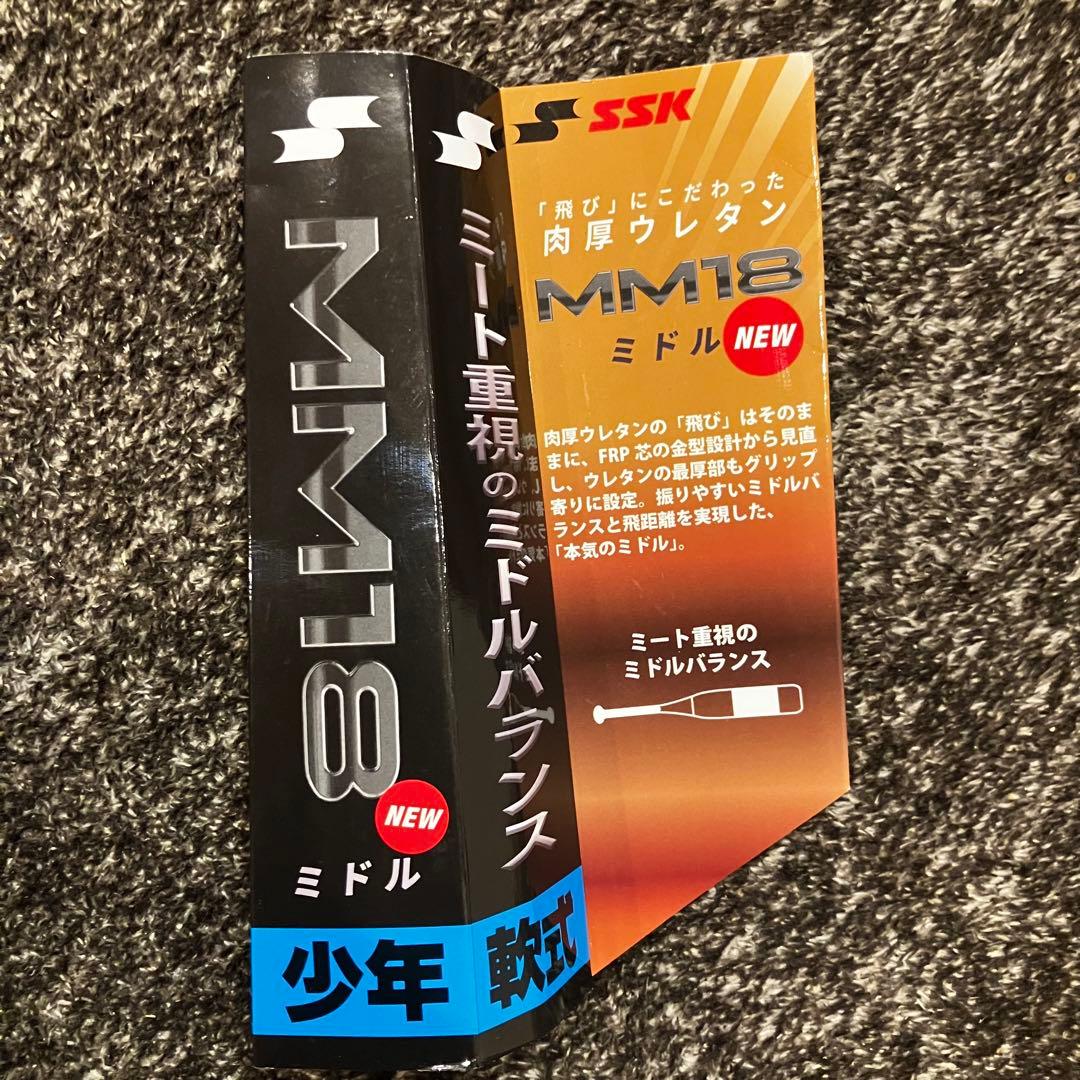 MM18
NEW
ミドル
少年
ミート重視のミドルバランス
軟式
SSK
「飛び」にこだわった
肉厚ウレタン
MM18
ミドル NEW
肉厚ウレタンの「飛び」はそのま
まに、FRP 芯の金型設計から見直
し、ウレタンの最厚部もグリップ
寄りに設定。振りやすいミドルバ
ランスと飛距離を実現した、
「本気のミドル」。
ミート重視の
ミドルバランス